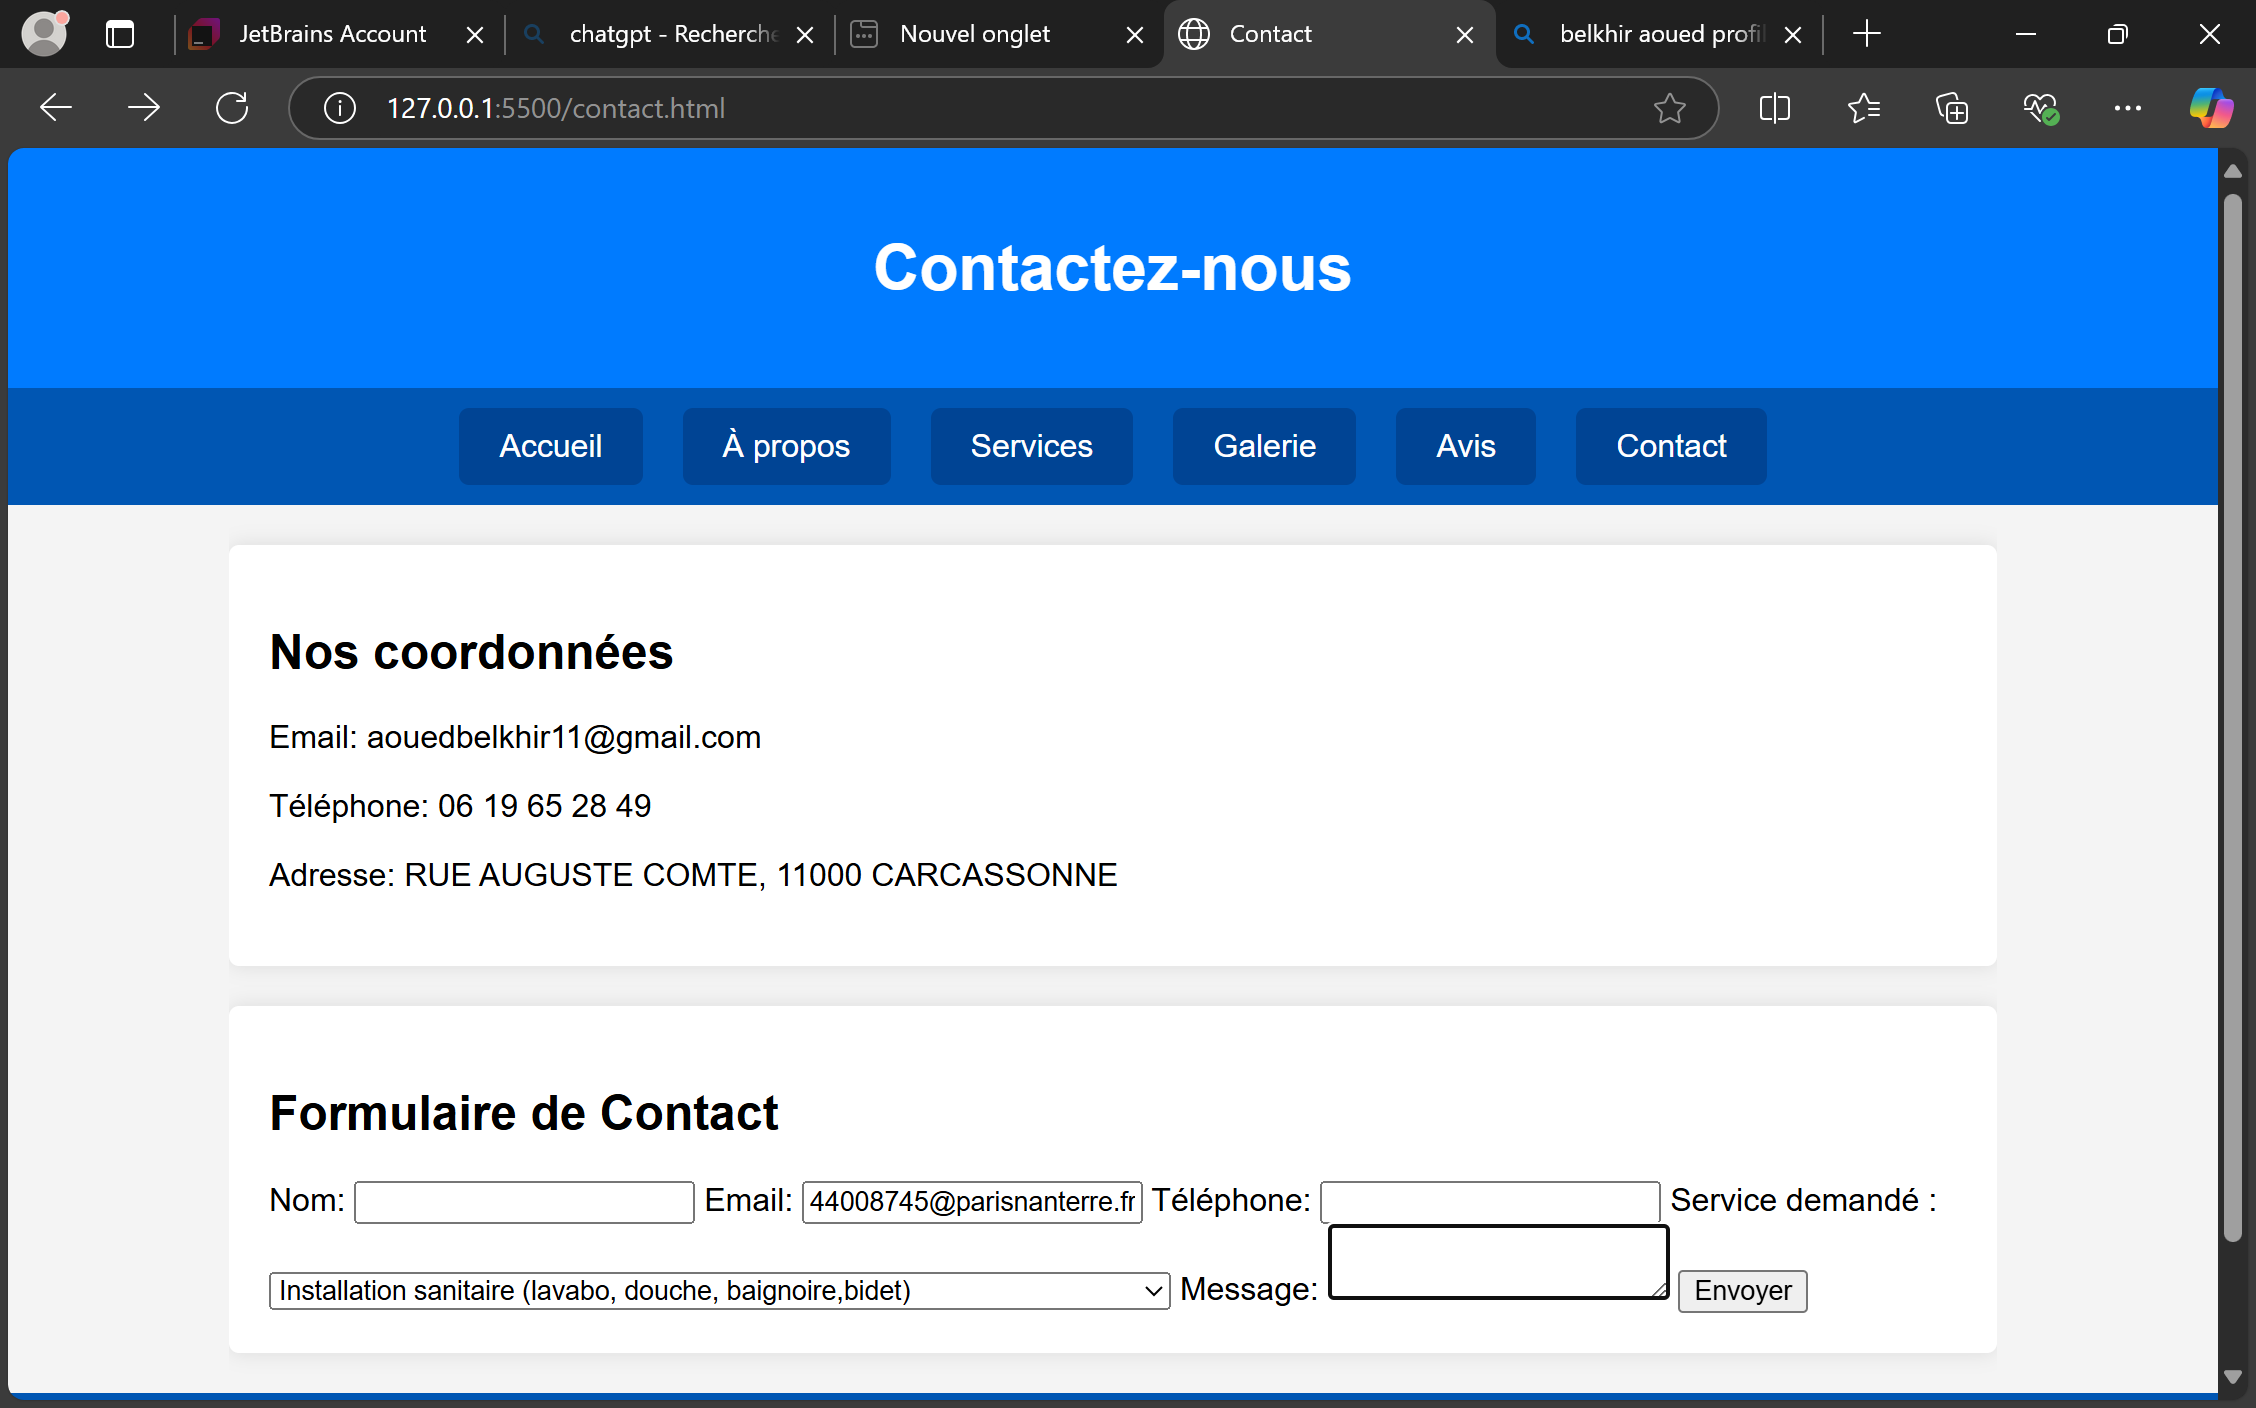 JetBrains Account
chatgpt - Recherche
Nouvel onglet
Contact
belkhir aoued profil
127.0.0.1:5500/contact.html
Contactez-nous
Accueil À propos Services Galerie Avis Contact
Nos coordonnées
Email: aouedbelkhir11@gmail.com
Téléphone: 06 19 65 28 49
Adresse: RUE AUGUSTE COMTE, 11000 CARCASSONNE
Formulaire de Contact
Nom: Email: 44008745@parisnanterre.fr Téléphone: Service demandé :
Installation sanitaire (lavabo, douche, baignoire,bidet) Message: Envoyer